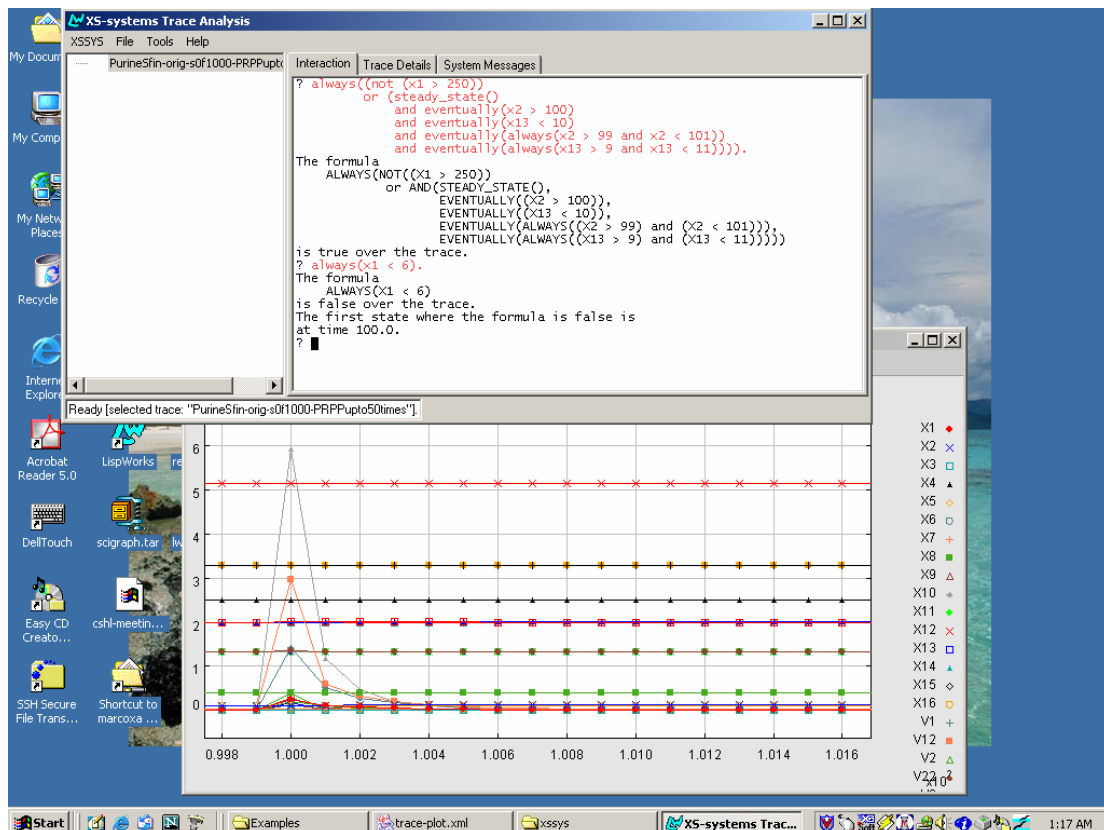 XS-systems Trace Analysis
XSSYS File Tools Help
PurineSfin-orig-s0f1000-PRPPupto
Interaction Trace Details System Messages
? always((not (x1 > 250))
or (steady_state()
and eventually(x2 > 100)
and eventually(x13 < 10)
and eventually(always(x2 > 99 and x2 < 101))
and eventually(always(x13 > 9 and x13 < 11)))).
The formula
ALWAYS(NOT((X1 > 250))
or AND(STEADY_STATE(),
EVENTUALLY((X2 > 100)),
EVENTUALLY((X13 < 10)),
EVENTUALLY(ALWAYS((X2 > 99) and (X2 < 101))),
EVENTUALLY(ALWAYS((X13 > 9) and (X13 < 11)))))
is true over the trace.
? always(x1 < 6).
The formula
ALWAYS(X1 < 6)
is false over the trace.
The first state where the formula is false is
at time 100.0.
?
Ready [selected trace: "PurineSfin-orig-s0f1000-PRPPupto50times"].
My Docum
My Comp
My Netw
Places
Recycle
Interne
Explore
Acrobat
Reader 5.0
LispWorks
re
DellTouch
scigraph.tar
lw
Easy CD
Creato...
cshl-meetin...
SSH Secure
File Trans...
Shortcut to
marcoxa ...
6
5
4
3
2
1
0
0.998 1.000 1.002 1.004 1.006 1.008 1.010 1.012 1.014 1.016
X1
X2
X3
X4
X5
X6
X7
X8
X9
X10
X11
X12
X13
X14
X15
X16
V1
V12
V2
V22
x10²
Start Examples trace-plot.xml xssys XS-systems Trac... 1:17 AM